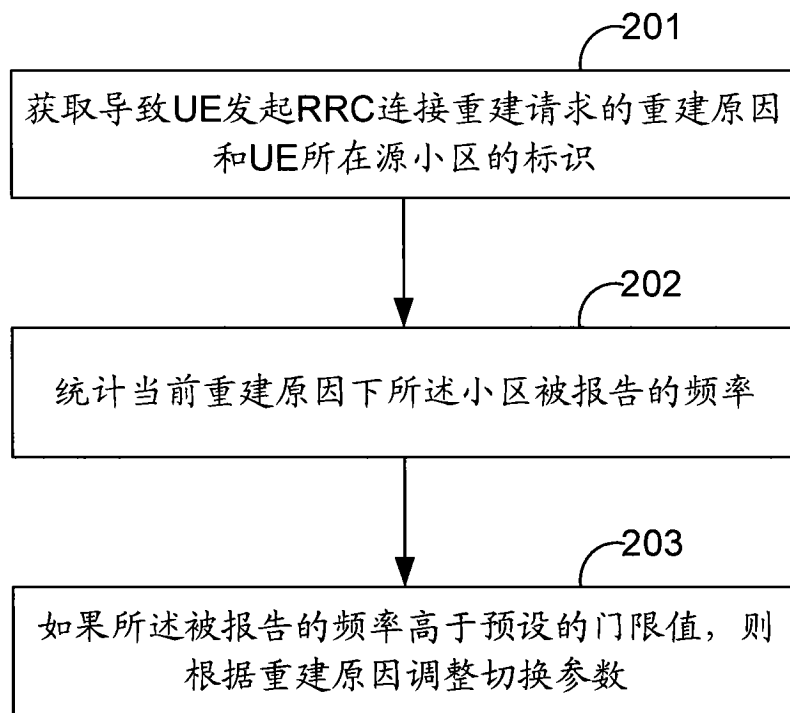 201
获取导致UE发起RRC连接重建请求的重建原因
和UE所在源小区的标识
202
统计当前重建原因下所述小区被报告的频率
203
如果所述被报告的频率高于预设的门限值，则
根据重建原因调整切换参数